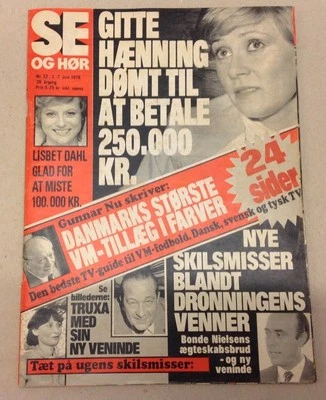 SE
OG HØR
GITTE
HÆNNING
DØMT TIL
AT BETALE
250.000
KR.
LISBET DAHL
GLAD FOR
AT MISTE
100.000 KR.
24
sider
Gunnar Nu skriver:
DANMARKS STØRSTE
VM-TILLÆG I FARVER
Den bedste TV-guide til VM-fodbold. Dansk, svensk og tysk TV
Se
billederne:
TRUXA
MED
SIN
NY VENINDE
NYE
SKILSMISSER
BLANDT
DRONNINGENS
VENNER
Bonde Nielsens
ægteskabsbrud
- og ny
veninde
Tæt på ugens skilsmisser: